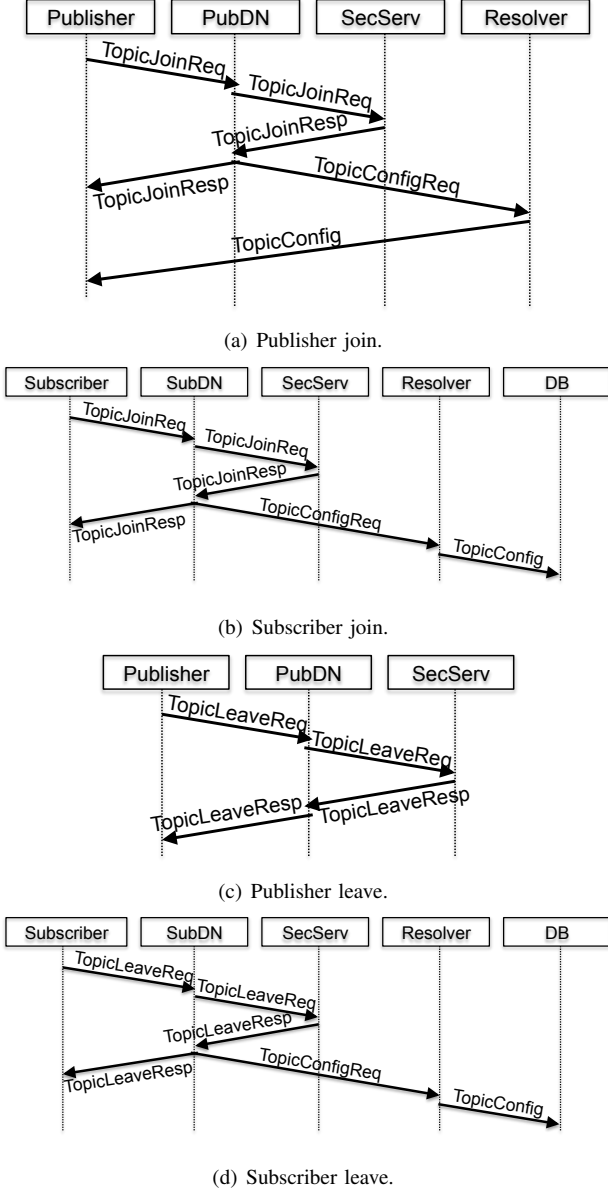 Publisher PubDN SecServ Resolver
TopicJoinReq
TopicJoinReq
TopicJoinResp
TopicJoinResp
TopicConfigReq
TopicConfig
(a) Publisher join.
Subscriber SubDN SecServ Resolver DB
TopicJoinReq
TopicJoinReq
TopicJoinResp
TopicJoinResp
TopicConfigReq
TopicConfig
(b) Subscriber join.
Publisher PubDN SecServ
TopicLeaveReq
TopicLeaveReq
TopicLeaveResp
TopicLeaveResp
(c) Publisher leave.
Subscriber SubDN SecServ Resolver DB
TopicLeaveReq
TopicLeaveReq
TopicLeaveResp
TopicLeaveResp
TopicConfigReq
TopicConfig
(d) Subscriber leave.